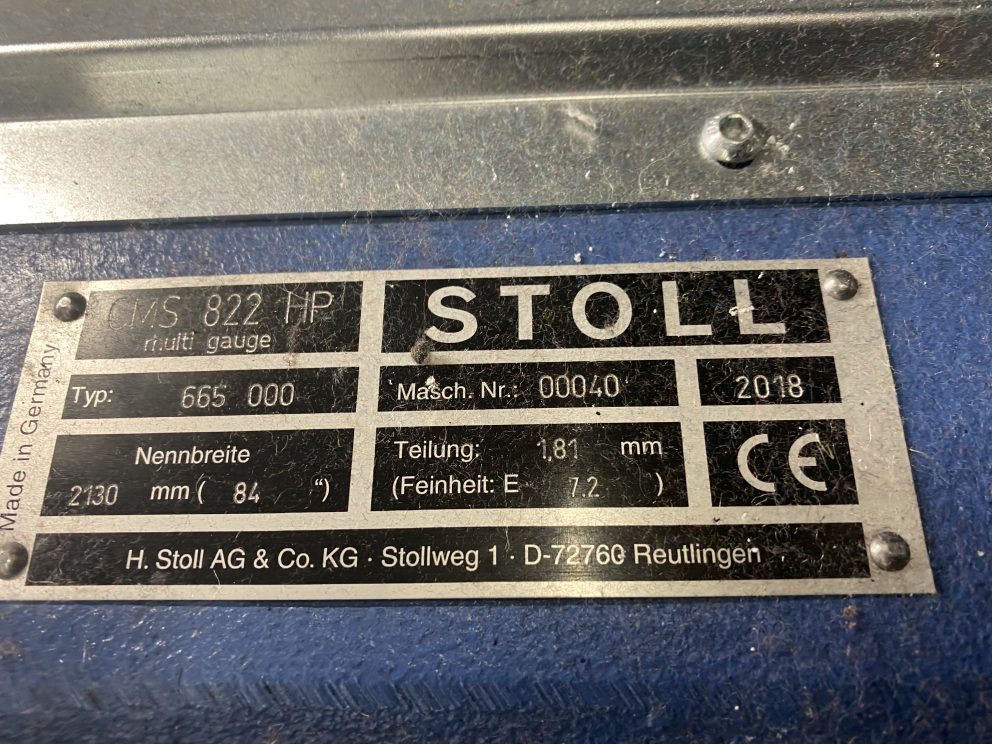 CMS 822 HP
multi gauge
STOLL
Typ: 665 000
Masch. Nr.: 00040
2018
Nennbreite
2130 mm ( 84 “)
Teilung: 1,81 mm
(Feinheit: E 7.2 )
CE
H. Stoll AG & Co. KG · Stollweg 1 · D-72760 Reutlingen
Made in Germany